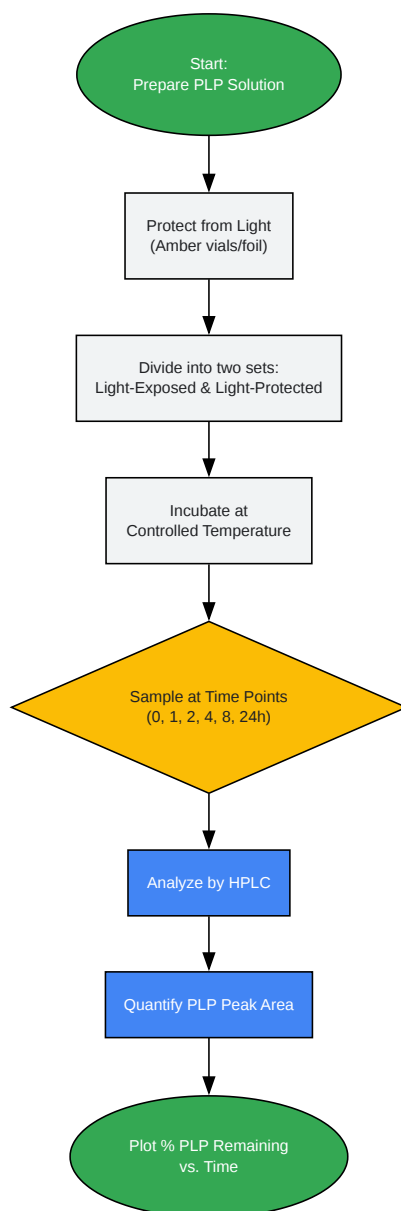 Start:
Prepare PLP Solution
Protect from Light
(Amber vials/foil)
Divide into two sets:
Light-Exposed & Light-Protected
Incubate at
Controlled Temperature
Sample at Time Points
(0, 1, 2, 4, 8, 24h)
Analyze by HPLC
Quantify PLP Peak Area
Plot % PLP Remaining
vs. Time